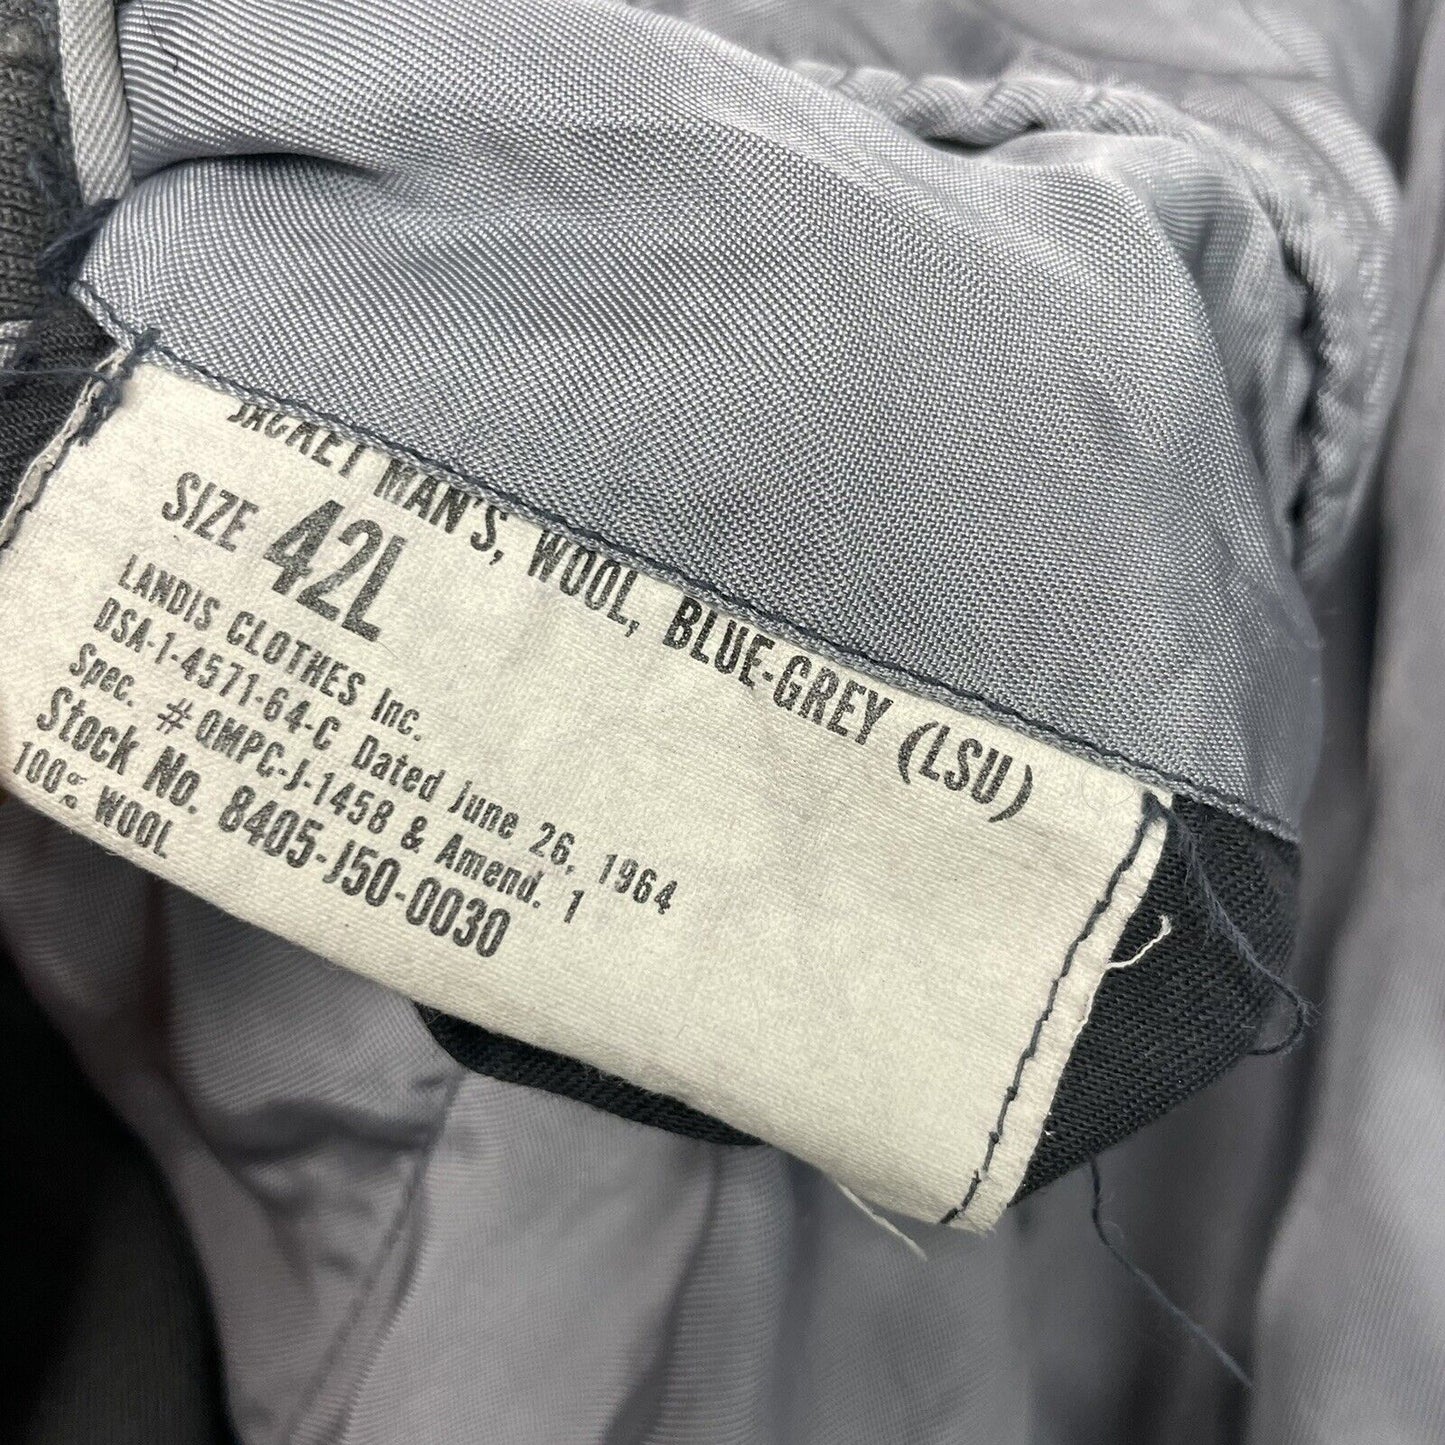 JACKET MAN'S, WOOL, BLUE-GREY (LSU)
SIZE 42L
LANDIS CLOTHES Inc.
DSA-1-4571-64-C Dated June 26, 1964
Spec. # QMPC-J-1458 & Amend. 1
Stock No. 8405-J50-0030
100% WOOL